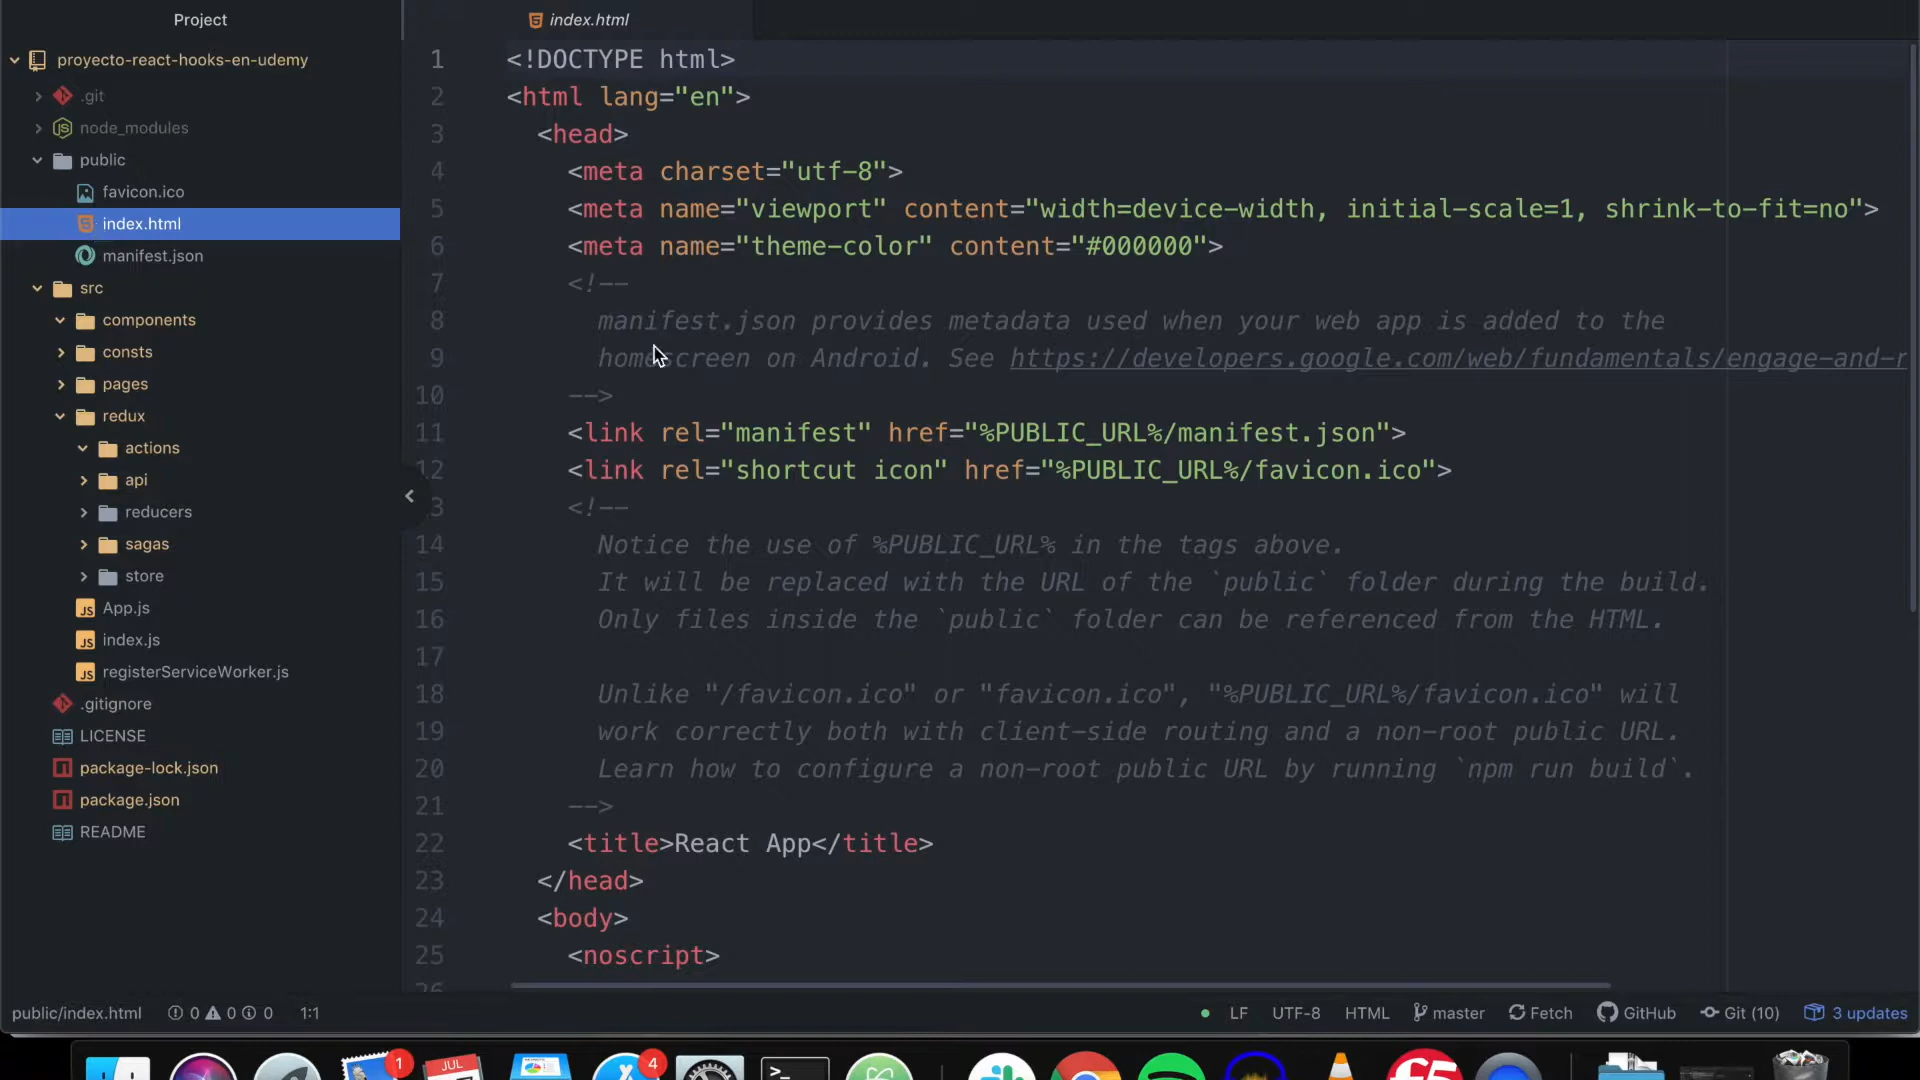 Project
proyecto-react-hooks-en-udemy
.git
node_modules
public
favicon.ico
index.html
manifest.json
src
components
consts
pages
redux
actions
api
reducers
sagas
store
App.js
index.js
registerServiceWorker.js
.gitignore
LICENSE
package-lock.json
package.json
README
index.html
1 <!DOCTYPE html>
2 <html lang="en">
3 <head>
4 <meta charset="utf-8">
5 <meta name="viewport" content="width=device-width, initial-scale=1, shrink-to-fit=no">
6 <meta name="theme-color" content="#000000">
7 <!--
8 manifest.json provides metadata used when your web app is added to the
9 homescreen on Android. See https://developers.google.com/web/fundamentals/engage-and-r
10 -->
11 <link rel="manifest" href="%PUBLIC_URL%/manifest.json">
12 <link rel="shortcut icon" href="%PUBLIC_URL%/favicon.ico">
3 <!--
14 Notice the use of %PUBLIC_URL% in the tags above.
15 It will be replaced with the URL of the `public` folder during the build.
16 Only files inside the `public` folder can be referenced from the HTML.
17
18 Unlike "/favicon.ico" or "favicon.ico", "%PUBLIC_URL%/favicon.ico" will
19 work correctly both with client-side routing and a non-root public URL.
20 Learn how to configure a non-root public URL by running `npm run build`.
21 -->
22 <title>React App</title>
23 </head>
24 <body>
25 <noscript>
26
public/index.html 0 0 0 1:1 LF UTF-8 HTML master Fetch GitHub Git (10) 3 updates
1 JUL 4